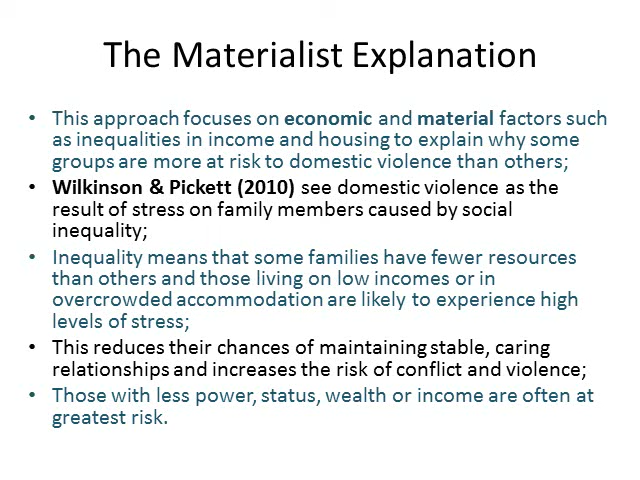 The Materialist Explanation
• This approach focuses on economic and material factors such
as inequalities in income and housing to explain why some
groups are more at risk to domestic violence than others;
• Wilkinson & Pickett (2010) see domestic violence as the
result of stress on family members caused by social
inequality;
• Inequality means that some families have fewer resources
than others and those living on low incomes or in
overcrowded accommodation are likely to experience high
levels of stress;
• This reduces their chances of maintaining stable, caring
relationships and increases the risk of conflict and violence;
• Those with less power, status, wealth or income are often at
greatest risk.